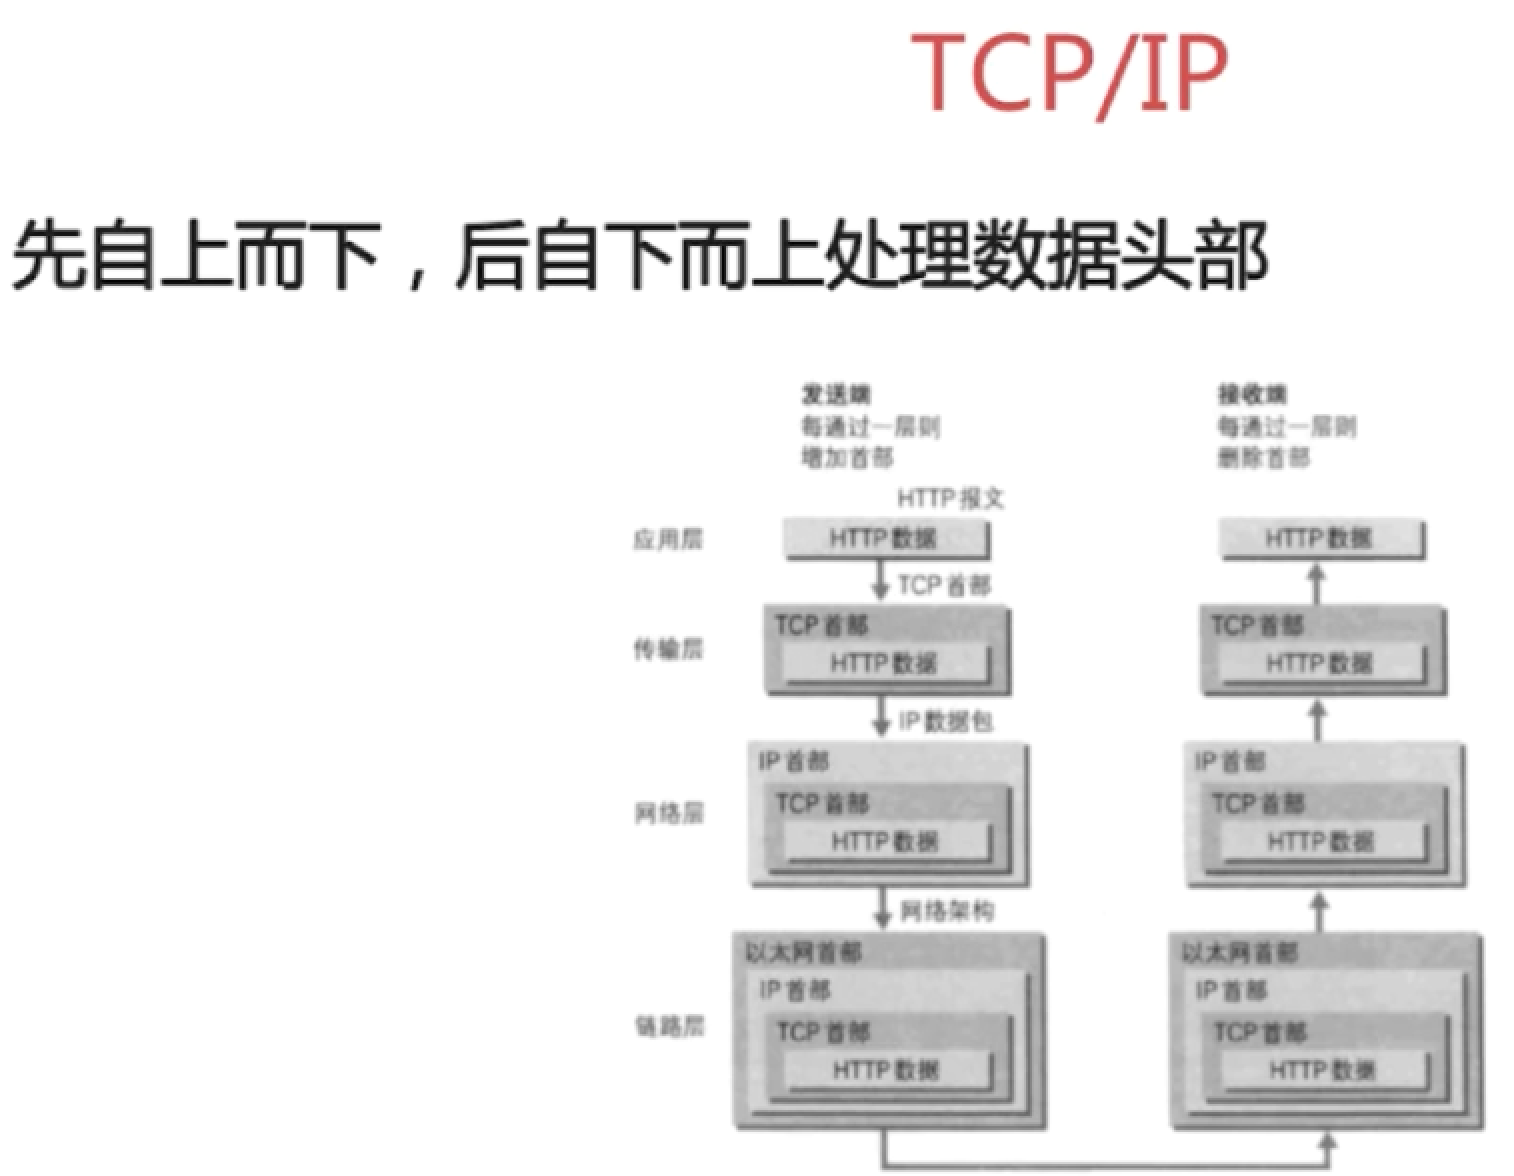 TCP/IP
先自上而下，后自下而上处理数据头部
发送端
每通过一层则
增加首部
接收端
每通过一层则
删除首部
HTTP 报文
应用层
HTTP 数据
HTTP 数据
TCP 首部
传输层
TCP 首部
HTTP 数据
TCP 首部
HTTP 数据
IP 数据包
网络层
IP 首部
TCP 首部
HTTP 数据
IP 首部
TCP 首部
HTTP 数据
网络架构
链路层
以太网首部
IP 首部
TCP 首部
HTTP 数据
以太网首部
IP 首部
TCP 首部
HTTP 数据